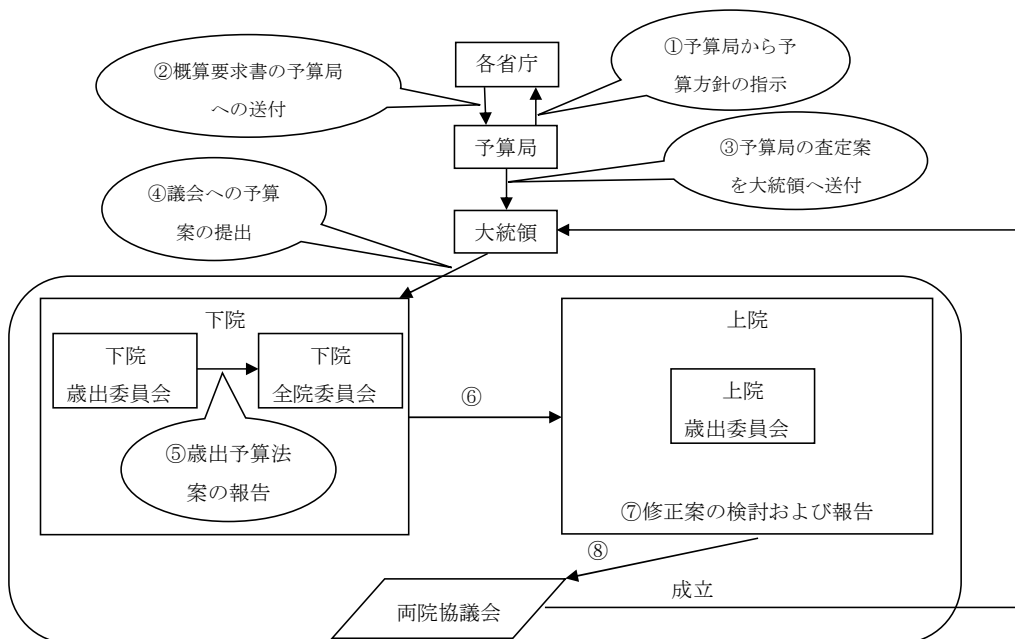 各省庁
①予算局から予
算方針の指示
②概算要求書の予算局
への送付
予算局
③予算局の査定案
を大統領へ送付
④議会への予算
案の提出
大統領
下院
下院
歳出委員会
下院
全院委員会
⑤歳出予算法
案の報告
⑥
上院
上院
歳出委員会
⑦修正案の検討および報告
⑧
両院協議会
成立